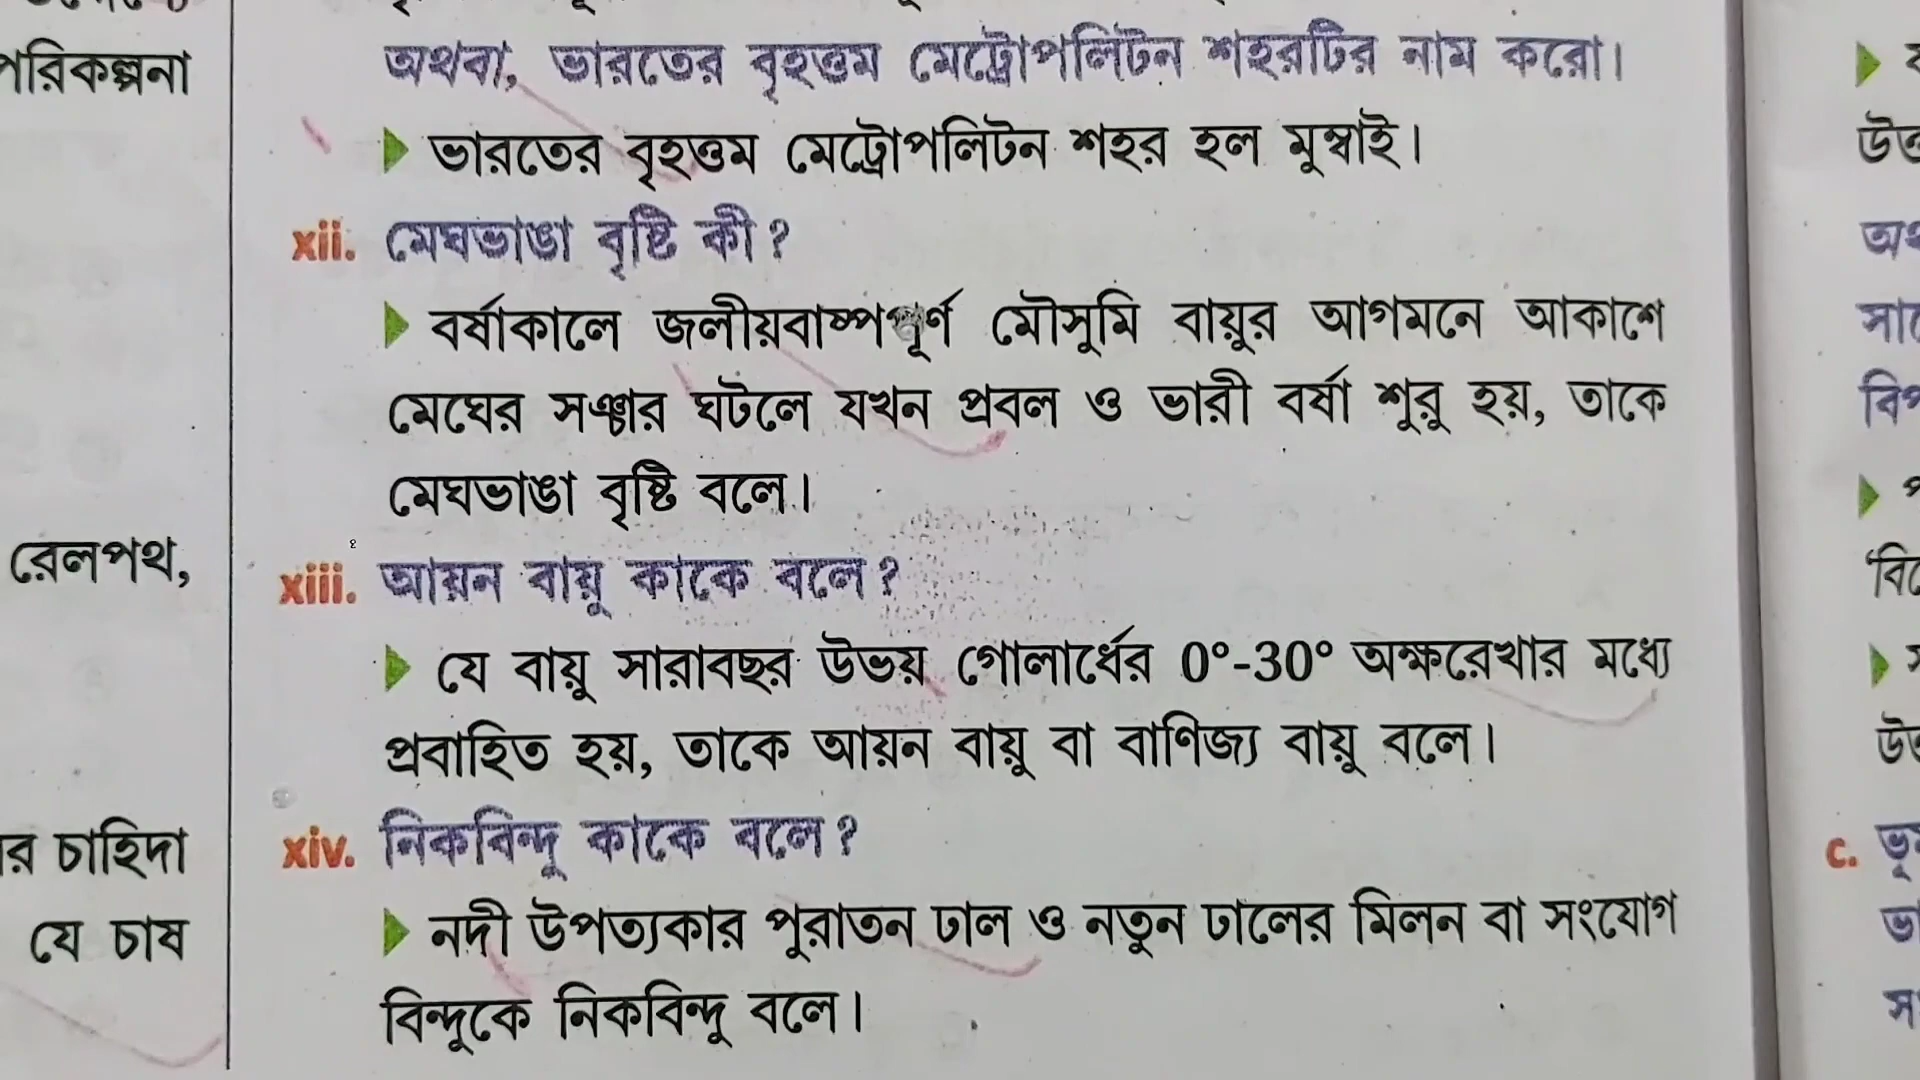 পরিকল্পনা
রেলপথ,
চাহিদা
যে চাষ
অথবা, ভারতের বৃহত্তম মেট্রোপলিটন শহরটির নাম করো।
ভারতের বৃহত্তম মেট্রোপলিটন শহর হল মুম্বাই।
xii. মেঘভাঙা বৃষ্টি কী?
বর্ষাকালে জলীয়বাষ্পপূর্ণ মৌসুমি বায়ুর আগমনে আকাশে
মেঘের সঞ্চার ঘটলে যখন প্রবল ও ভারী বর্ষা শুরু হয়, তাকে
মেঘভাঙা বৃষ্টি বলে।
xiii. আয়ন বায়ু কাকে বলে?
যে বায়ু সারাবছর উভয় গোলার্ধের 0°-30° অক্ষরেখার মধ্যে
প্রবাহিত হয়, তাকে আয়ন বায়ু বা বাণিজ্য বায়ু বলে।
xiv. নিকবিন্দু কাকে বলে?
নদী উপত্যকার পুরাতন ঢাল ও নতুন ঢালের মিলন বা সংযোগ
বিন্দুকে নিকবিন্দু বলে।
c.